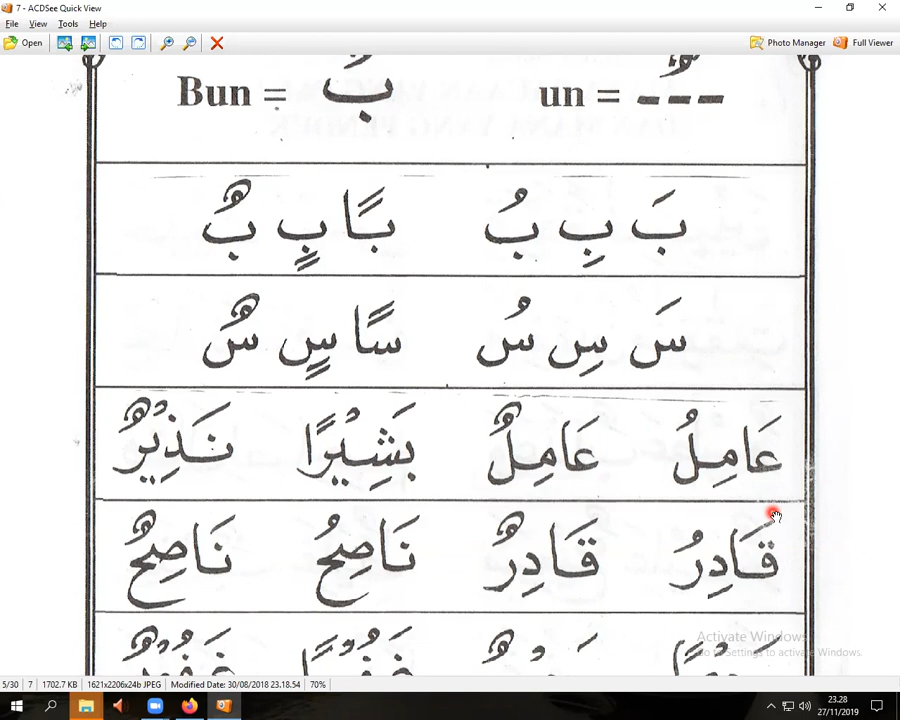 7 - ACDSee Quick View
File View Tools Help
Open Photo Manager Full Viewer
un = ــٌـ Bun = بٌ
بَ بِ بُ بًا بٍ بٌ
سَ سِ سُ سًا سٍ سٌ
عَامِلُ عَامِلٌ بَشِيْرًا نَذِيْرٌ
قَادِرُ قَادِرٌ نَاصِحُ نَاصِحٌ
Activate Windows
Go to Settings to activate Windows.
5/30 7 1702.7 KB 1621x2206x24b JPEG Modified Date: 30/08/2018 23.18.54 70%
23.28
27/11/2019